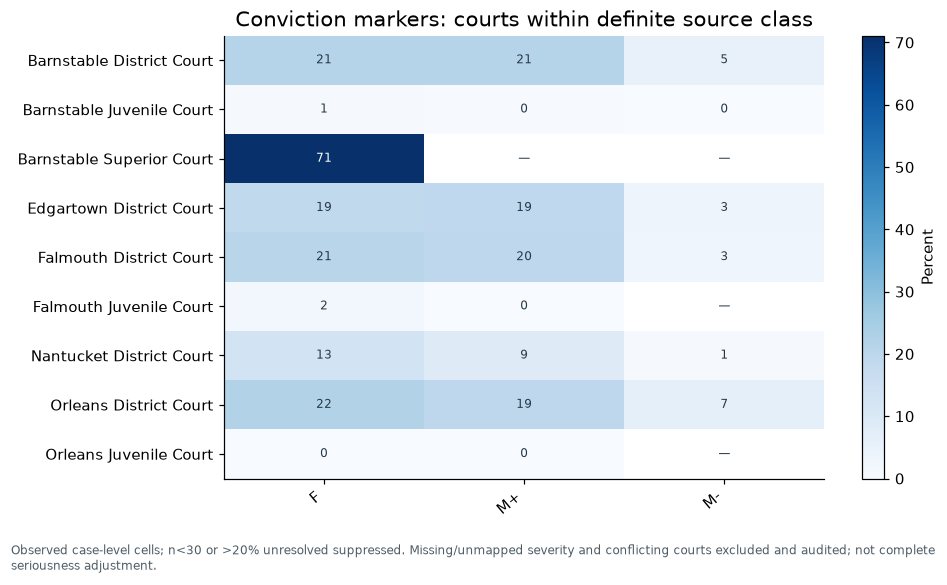 Conviction markers: courts within definite source class
Barnstable District Court 21 21 5
Barnstable Juvenile Court 1 0 0
Barnstable Superior Court 71 — —
Edgartown District Court 19 19 3
Falmouth District Court 21 20 3
Falmouth Juvenile Court 2 0 —
Nantucket District Court 13 9 1
Orleans District Court 22 19 7
Orleans Juvenile Court 0 0 —
F M+ M-
70
60
50
40
30
20
10
0
Percent
Observed case-level cells; n<30 or >20% unresolved suppressed. Missing/unmapped severity and conflicting courts excluded and audited; not complete
seriousness adjustment.